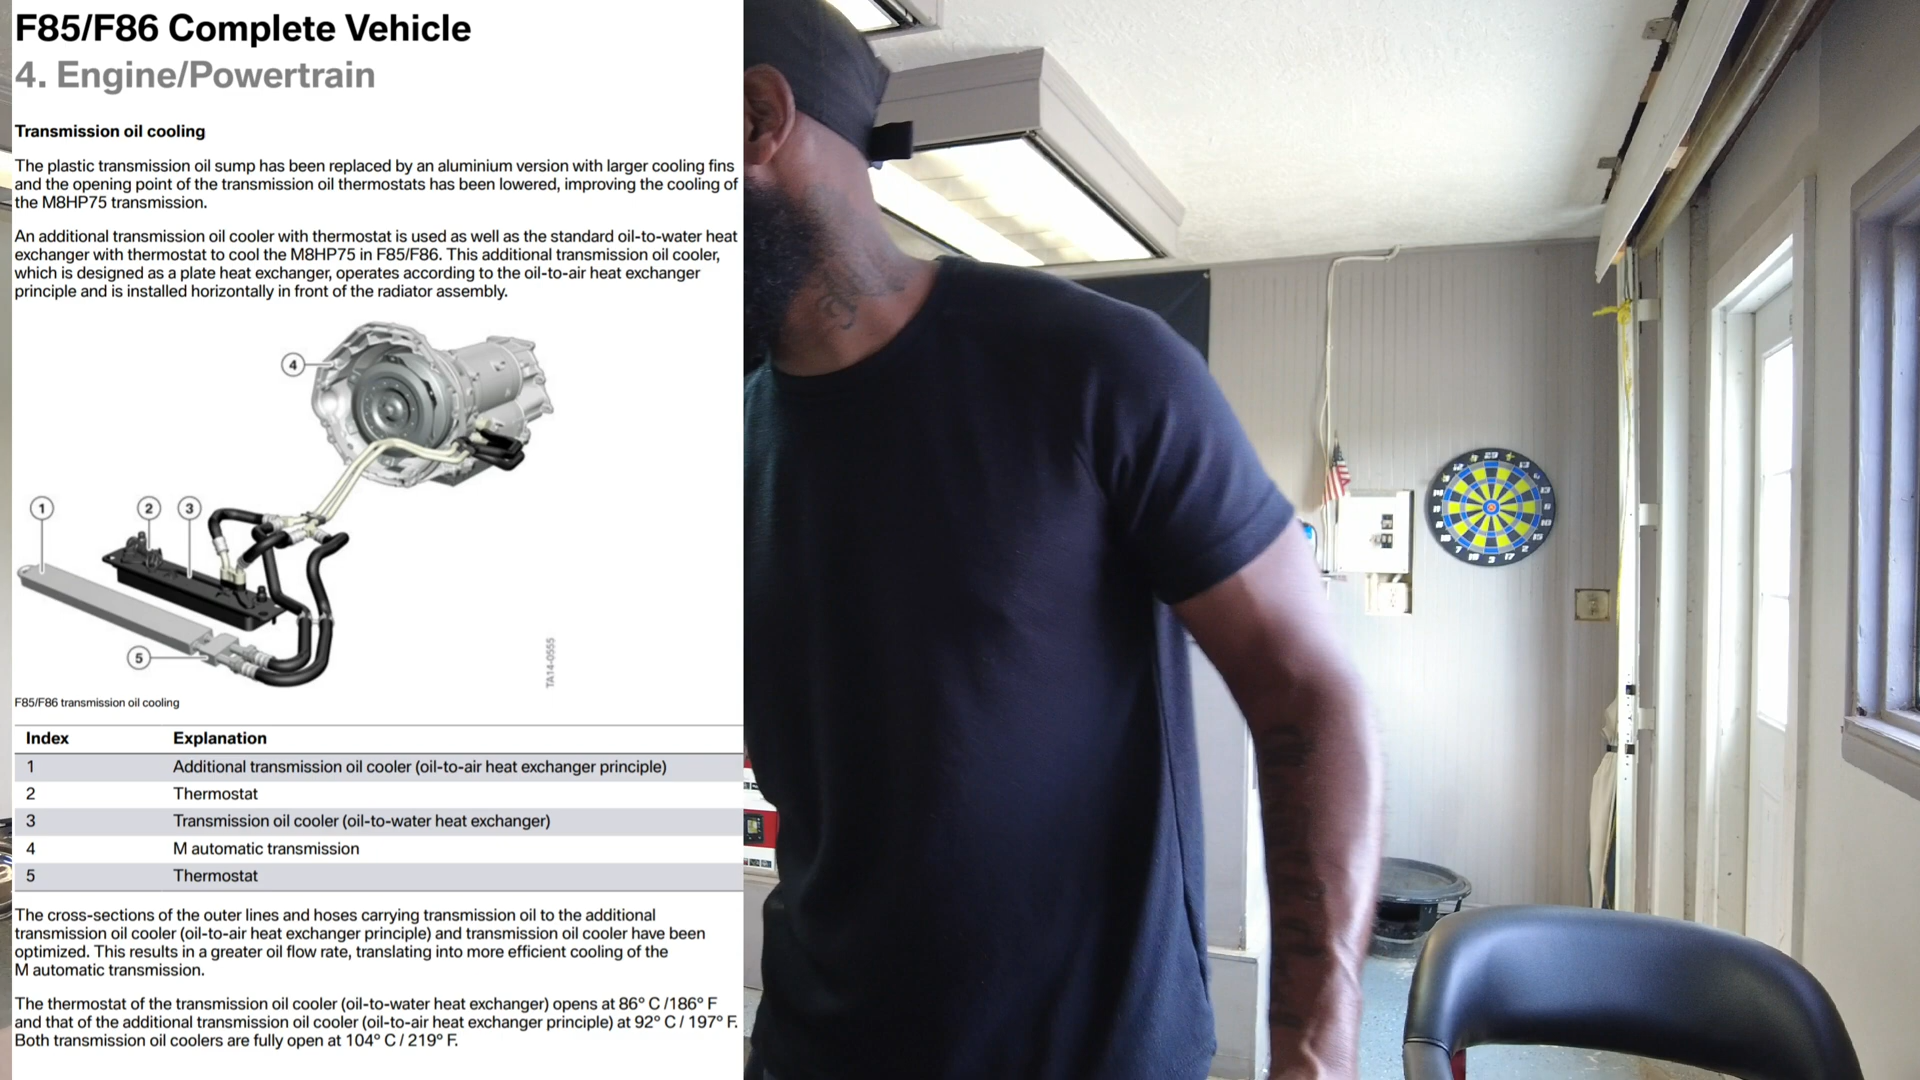 F85/F86 Complete Vehicle
4. Engine/Powertrain
Transmission oil cooling
The plastic transmission oil sump has been replaced by an aluminium version with larger cooling fins
and the opening point of the transmission oil thermostats has been lowered, improving the cooling of
the M8HP75 transmission.
An additional transmission oil cooler with thermostat is used as well as the standard oil-to-water heat
exchanger with thermostat to cool the M8HP75 in F85/F86. This additional transmission oil cooler,
which is designed as a plate heat exchanger, operates according to the oil-to-air heat exchanger
principle and is installed horizontally in front of the radiator assembly.
4
1
2
3
5
TA14-0555
F85/F86 transmission oil cooling
Index Explanation
1 Additional transmission oil cooler (oil-to-air heat exchanger principle)
2 Thermostat
3 Transmission oil cooler (oil-to-water heat exchanger)
4 M automatic transmission
5 Thermostat
The cross-sections of the outer lines and hoses carrying transmission oil to the additional
transmission oil cooler (oil-to-air heat exchanger principle) and transmission oil cooler have been
optimized. This results in a greater oil flow rate, translating into more efficient cooling of the
M automatic transmission.
The thermostat of the transmission oil cooler (oil-to-water heat exchanger) opens at 86° C /186° F
and that of the additional transmission oil cooler (oil-to-air heat exchanger principle) at 92° C / 197° F.
Both transmission oil coolers are fully open at 104° C / 219° F.